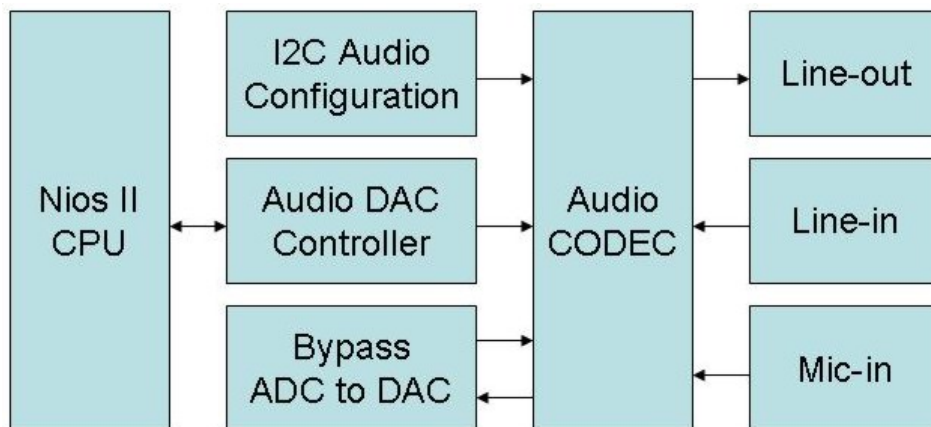 Nios II
CPU
I2C Audio
Configuration
Audio DAC
Controller
Bypass
ADC to DAC
Audio
CODEC
Line-out
Line-in
Mic-in